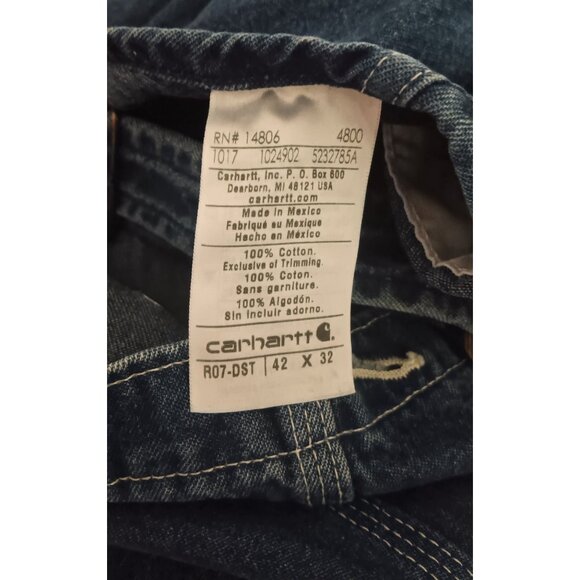 RN# 14806 4800
1017 1024902 5232785A
Carhartt, Inc. P. O. Box 600
Dearborn, MI 48121 USA
carhartt.com
Made in Mexico
Fabriqué au Mexique
Hecho en México
100% Cotton.
Exclusive of Trimming.
100% Coton.
Sans garniture.
100% Algodón.
Sin incluir adorno.
carhartt
R07-DST 42 X 32